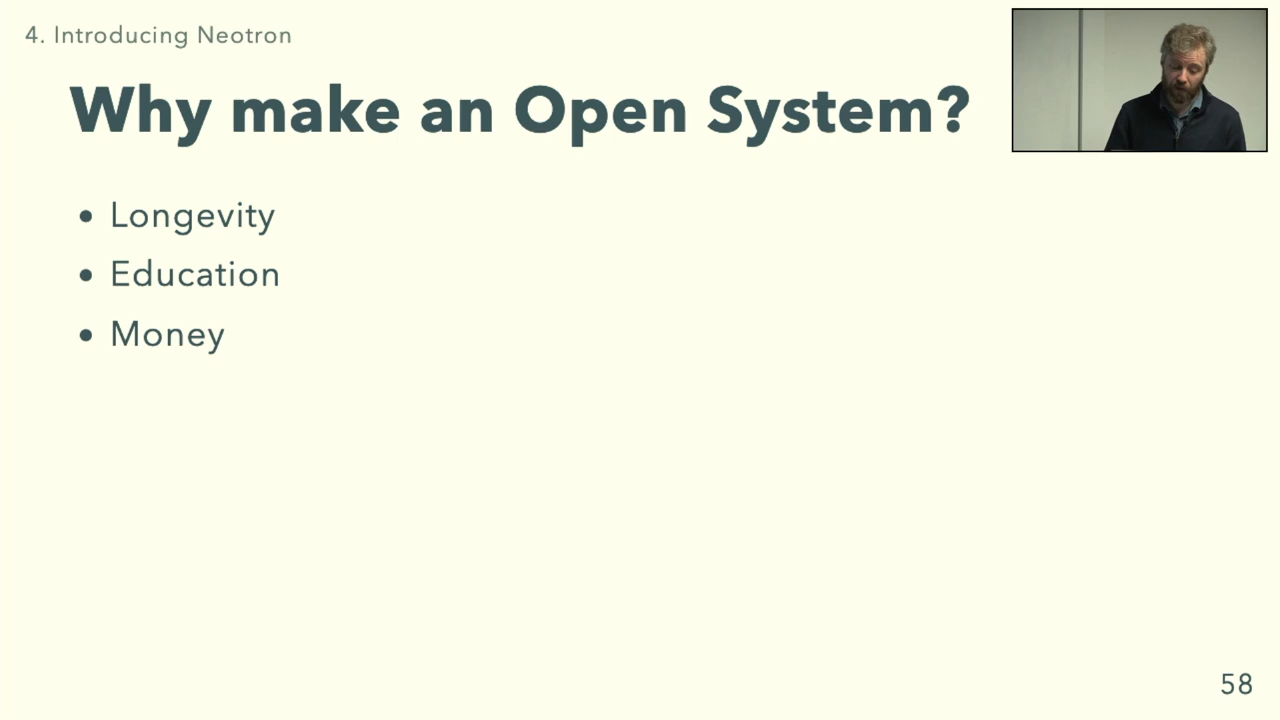 4. Introducing Neotron
Why make an Open System?
• Longevity
• Education
• Money
58